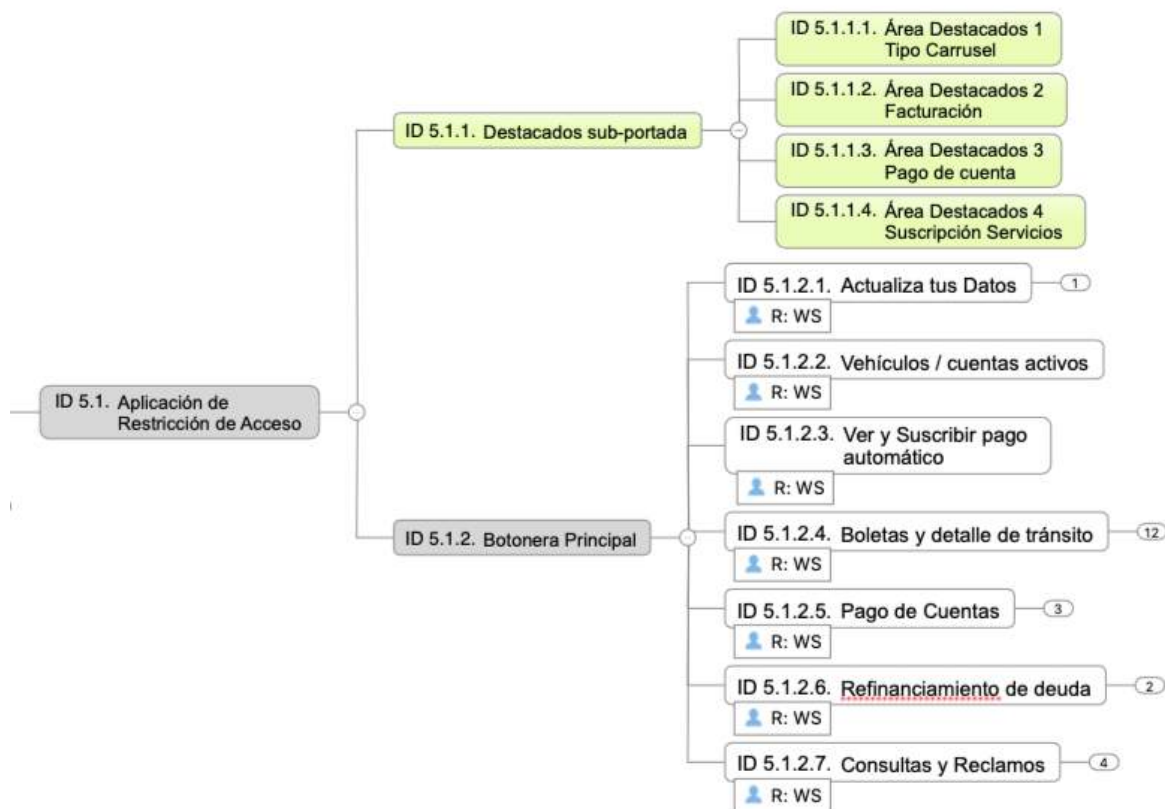 ID 5.1.1.1. Área Destacados 1
Tipo Carrusel
ID 5.1.1.2. Área Destacados 2
Facturación
ID 5.1.1. Destacados sub-portada
ID 5.1.1.3. Área Destacados 3
Pago de cuenta
ID 5.1.1.4. Área Destacados 4
Suscripción Servicios
ID 5.1.2.1. Actualiza tus Datos 1
R: WS
ID 5.1.2.2. Vehículos / cuentas activos
R: WS
ID 5.1. Aplicación de
Restricción de Acceso
ID 5.1.2.3. Ver y Suscribir pago
automático
R: WS
ID 5.1.2. Botonera Principal
ID 5.1.2.4. Boletas y detalle de tránsito 12
R: WS
ID 5.1.2.5. Pago de Cuentas 3
R: WS
ID 5.1.2.6. Refinanciamiento de deuda 2
R: WS
ID 5.1.2.7. Consultas y Reclamos 4
R: WS